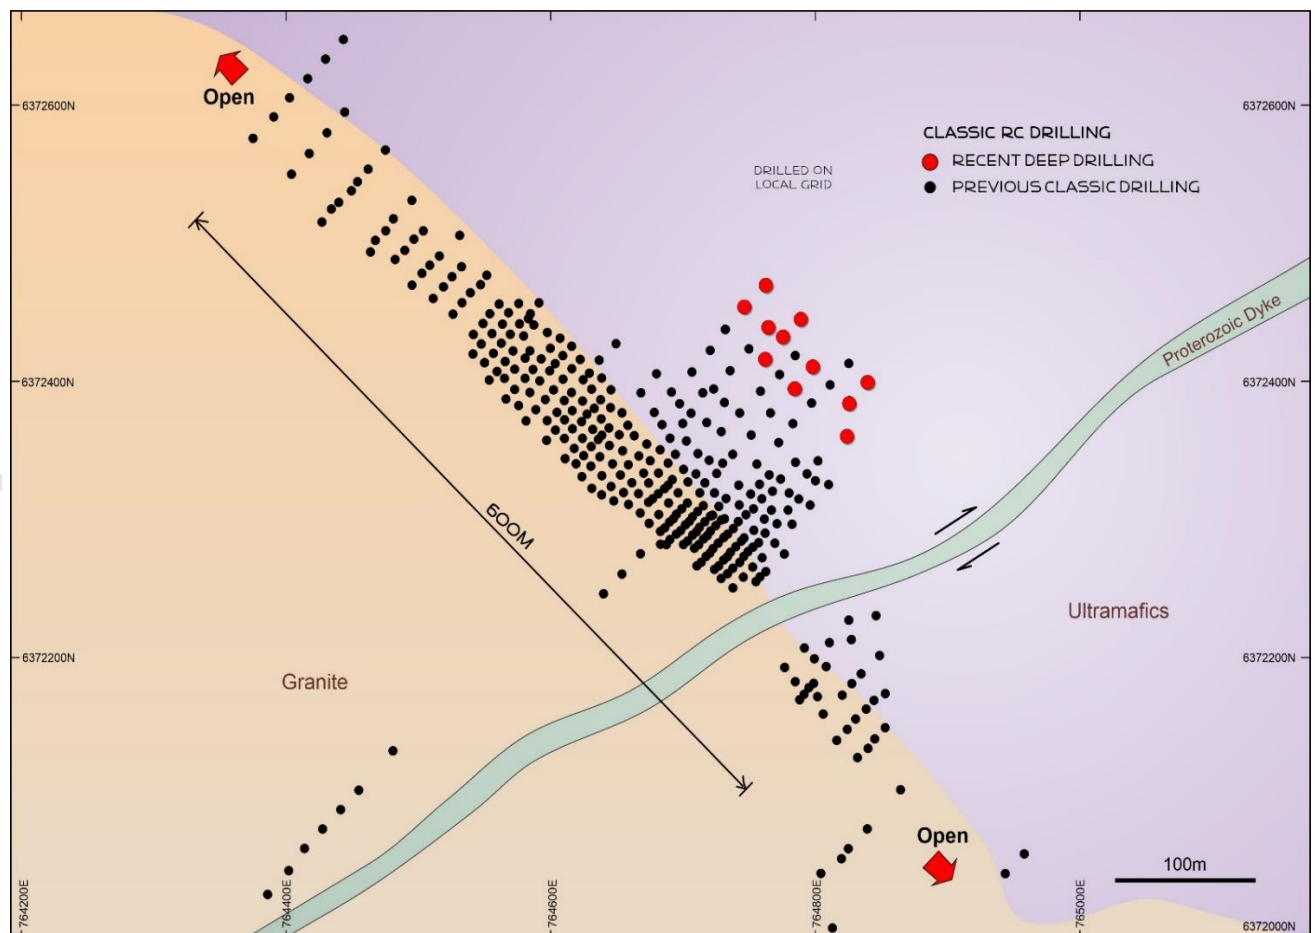 Open
6372600N
6372600N
CLASSIC RC DRILLING
RECENT DEEP DRILLING
PREVIOUS CLASSIC DRILLING
DRILLED ON
LOCAL GRID
Proterozoic Dyke
6372400N
6372400N
600M
Ultramafics
6372200N
6372200N
Granite
Open
100m
764200E
764400E
764600E
764800E
765000E
6372000N